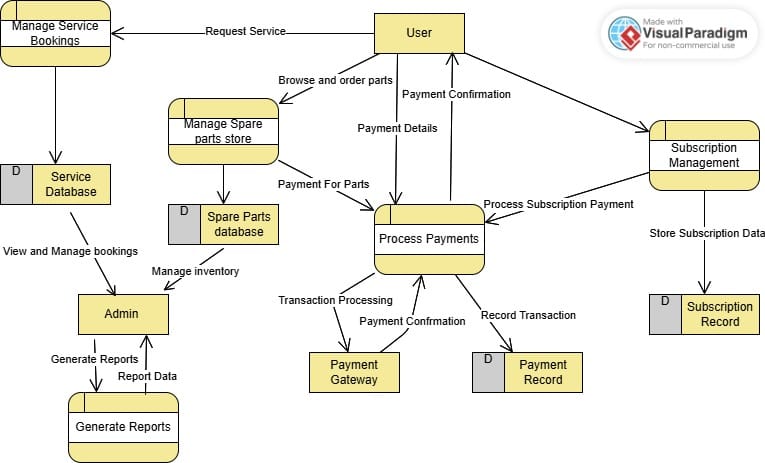 Made with
Visual Paradigm
For non-commercial use
Manage Service
Bookings
Request Service
User
Browse and order parts
Payment Confirmation
Manage Spare
parts store
Payment Details
Subscription
Management
D
Service
Database
Payment For Parts
D
Spare Parts
database
Process Payments
Process Subscription Payment
Store Subscription Data
View and Manage bookings
Manage inventory
Admin
Transaction Processing
Payment Confrmation
Record Transaction
D
Subscription
Record
Generate Reports
Report Data
Payment
Gateway
D
Payment
Record
Generate Reports